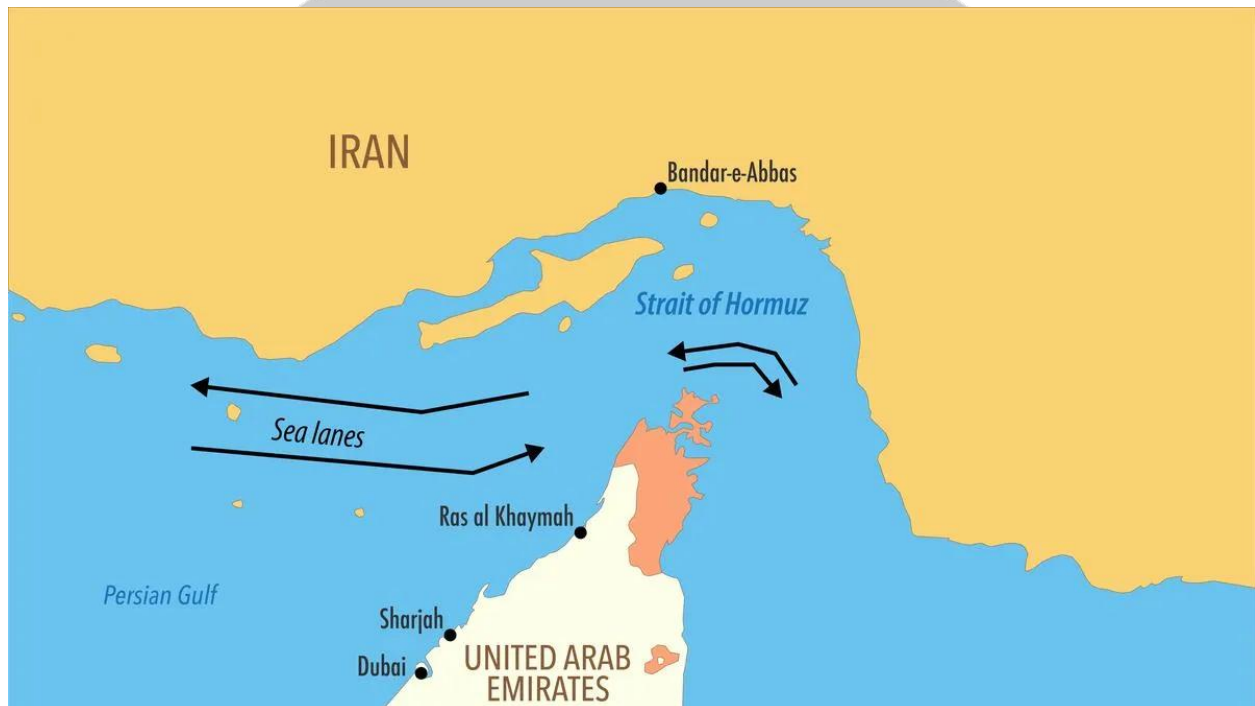 IRAN
Bandar-e-Abbas
Strait of Hormuz
Sea lanes
Ras al Khaymah
Persian Gulf
Sharjah
Dubai
UNITED ARAB
EMIRATES